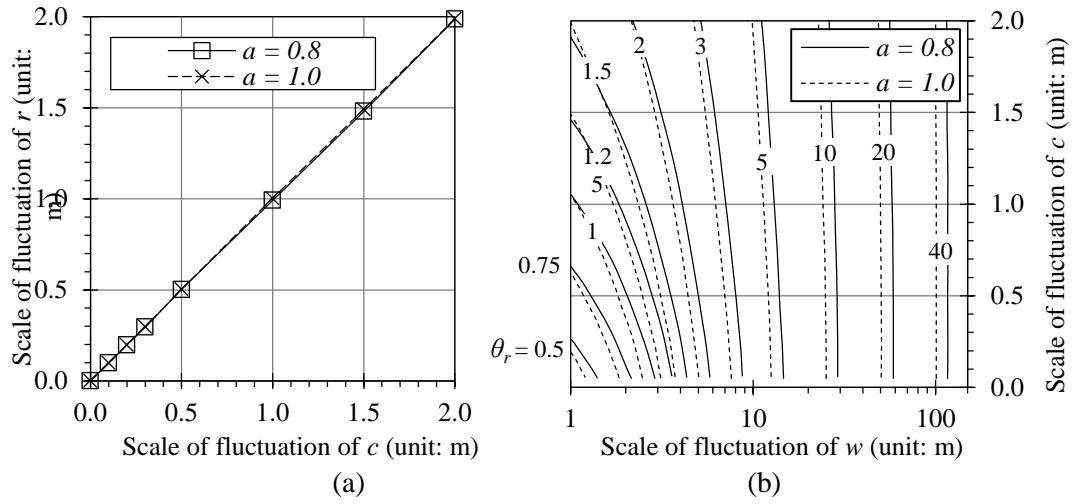 2.0
1.5
1.0
0.5
0.0
Scale of fluctuation of r (unit: m)
a = 0.8
a = 1.0
0.0 0.5 1.0 1.5 2.0
Scale of fluctuation of c (unit: m)
(a)
a = 0.8
a = 1.0
1.5
2
3
1.2
5
1
5
10
20
40
0.75
θr = 0.5
2.0
1.5
1.0
0.5
0.0
Scale of fluctuation of c (unit: m)
1 10 100
Scale of fluctuation of w (unit: m)
(b)